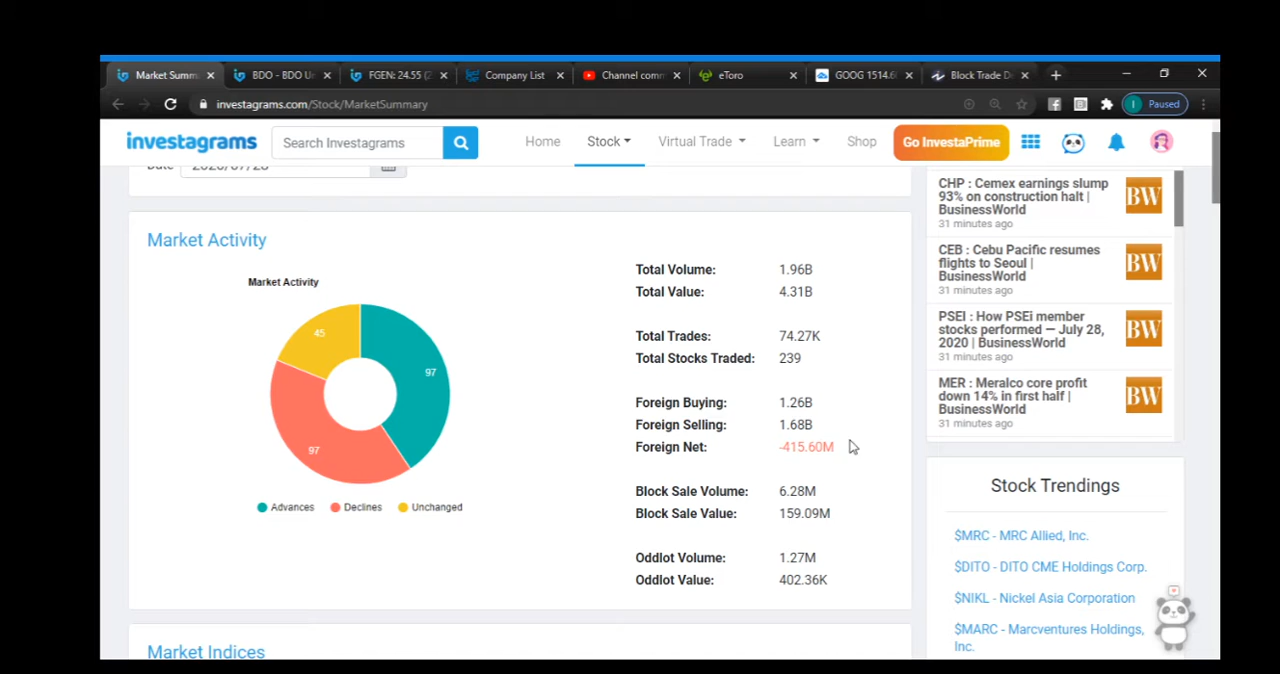 Market Summ
BDO - BDO Un
FGEN: 24.55 (2
Company List
Channel comm
eToro
GOOG 1514.6
Block Trade D
investagrams.com/Stock/MarketSummary
I
Paused
investagrams
Search Investagrams
Home
Stock
Virtual Trade
Learn
Shop
Go InvestaPrime
Market Activity
Market Activity
45
97
97
Advances
Declines
Unchanged
Total Volume: 1.96B
Total Value: 4.31B
Total Trades: 74.27K
Total Stocks Traded: 239
Foreign Buying: 1.26B
Foreign Selling: 1.68B
Foreign Net: -415.60M
Block Sale Volume: 6.28M
Block Sale Value: 159.09M
Oddlot Volume: 1.27M
Oddlot Value: 402.36K
Market Indices
CHP : Cemex earnings slump
93% on construction halt |
BusinessWorld
31 minutes ago
BW
CEB : Cebu Pacific resumes
flights to Seoul |
BusinessWorld
31 minutes ago
BW
PSEI : How PSEi member
stocks performed — July 28,
2020 | BusinessWorld
31 minutes ago
BW
MER : Meralco core profit
down 14% in first half |
BusinessWorld
31 minutes ago
BW
Stock Trendings
$MRC - MRC Allied, Inc.
$DITO - DITO CME Holdings Corp.
$NIKL - Nickel Asia Corporation
$MARC - Marcventures Holdings,
Inc.